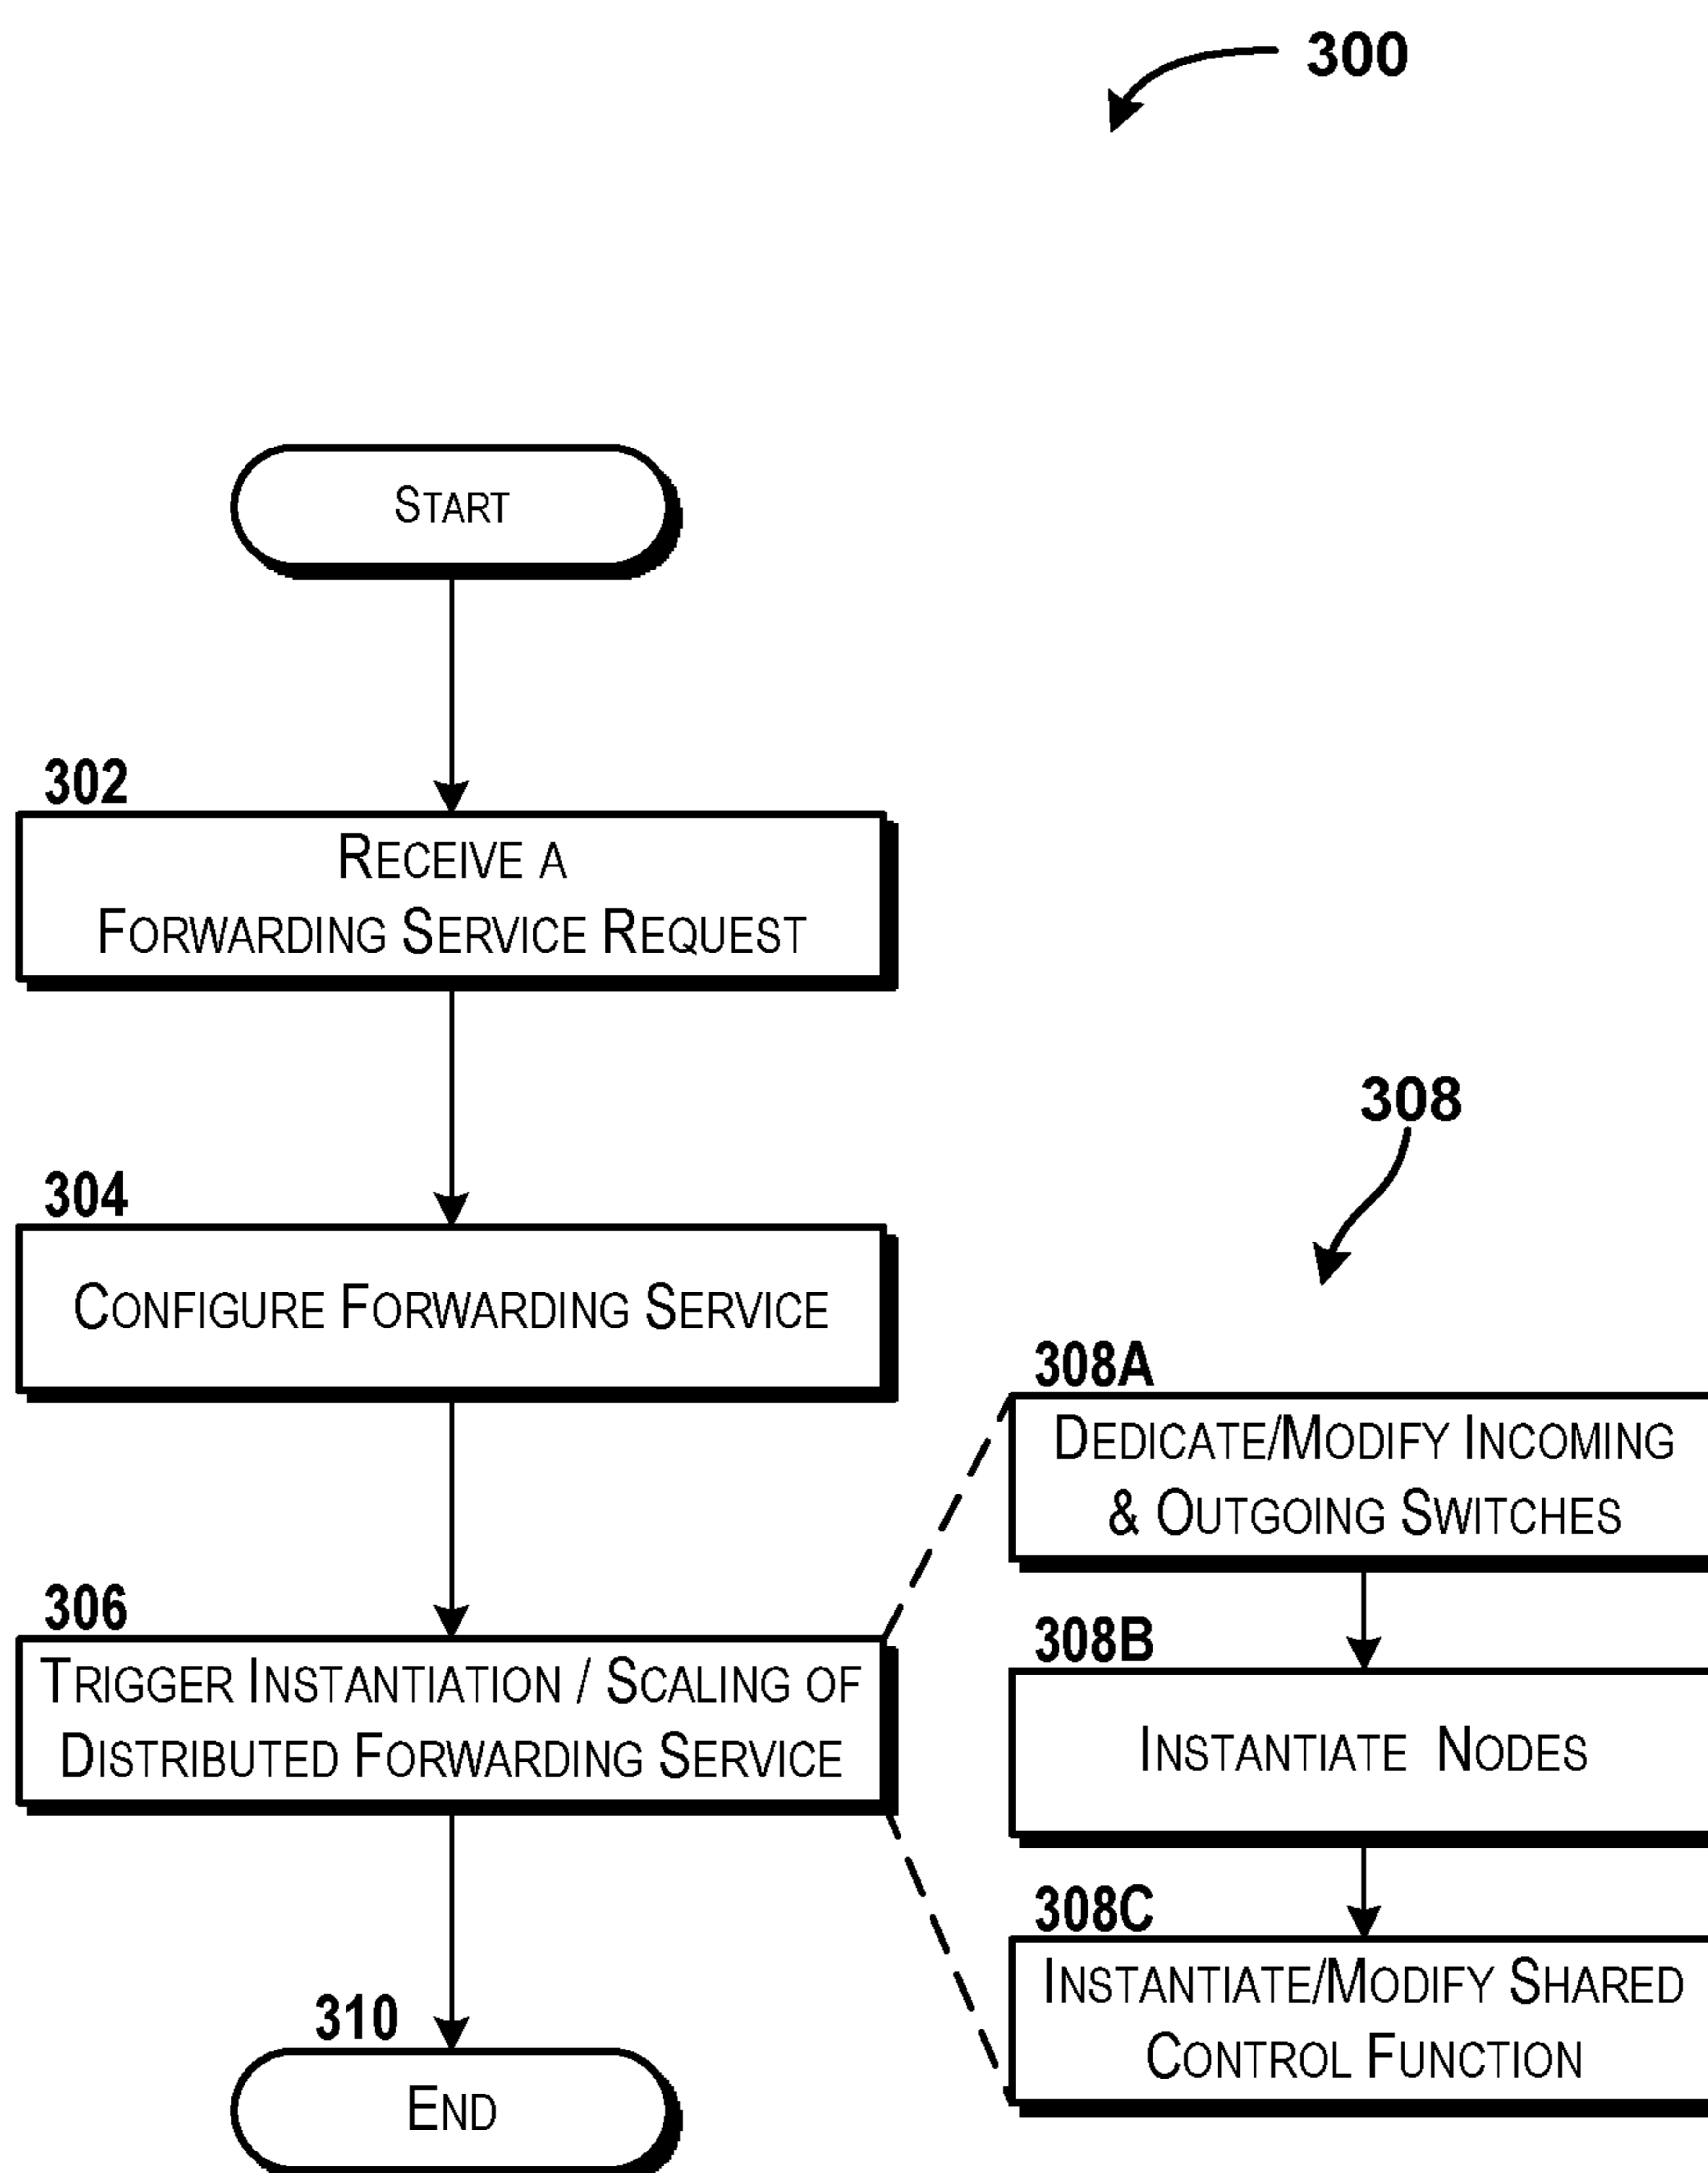 300
START
302
RECEIVE A
FORWARDING SERVICE REQUEST
304
CONFIGURE FORWARDING SERVICE
306
TRIGGER INSTANTIATION / SCALING OF
DISTRIBUTED FORWARDING SERVICE
308
308A
DEDICATE/MODIFY INCOMING
& OUTGOING SWITCHES
308B
INSTANTIATE NODES
308C
INSTANTIATE/MODIFY SHARED
CONTROL FUNCTION
310
END